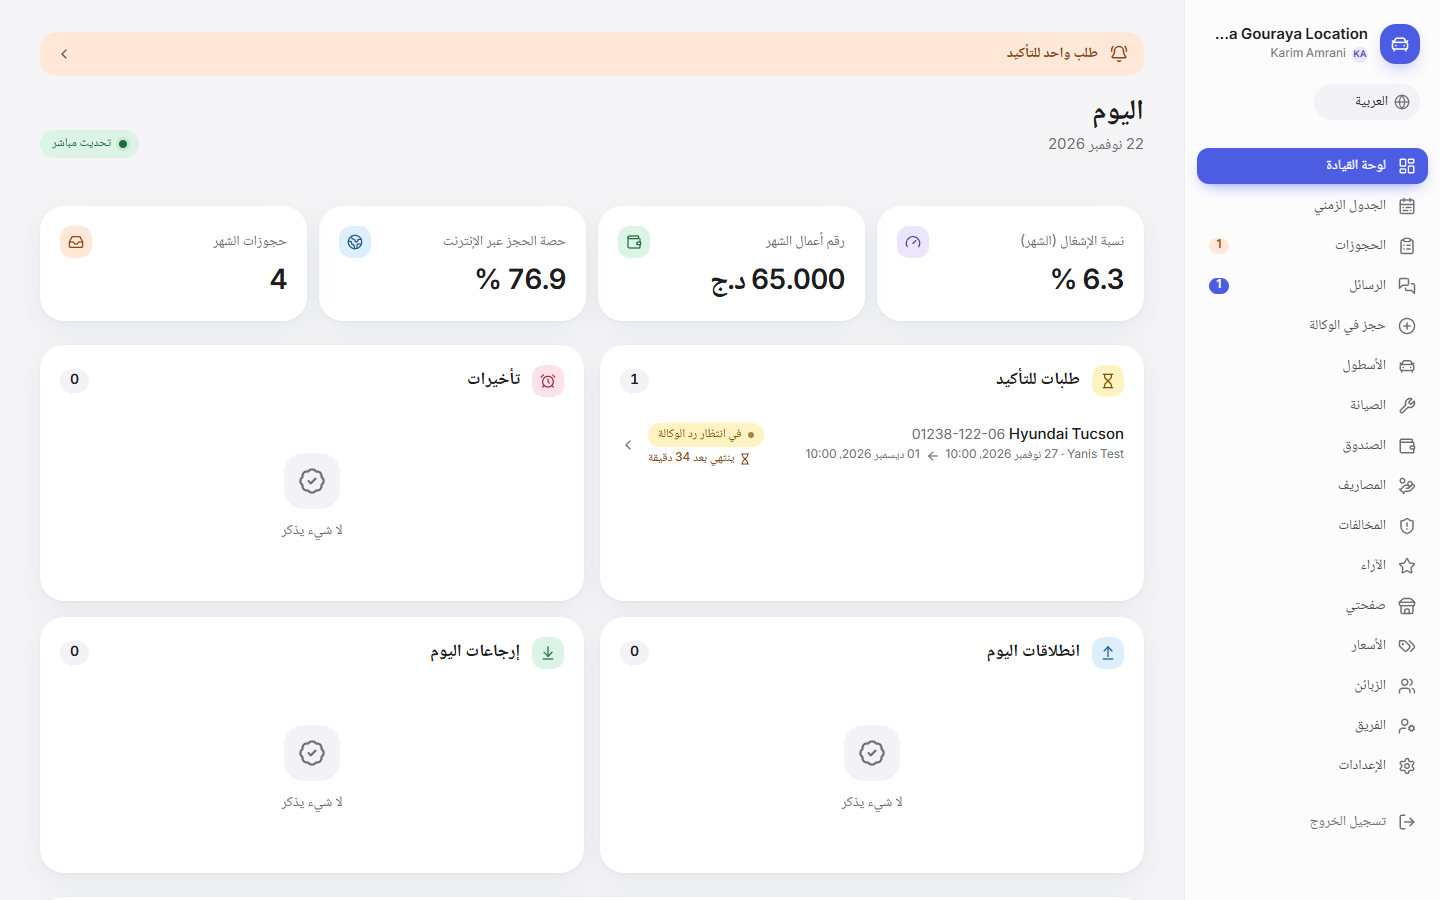 ...a Gouraya Location
KA Karim Amrani
العربية
لوحة القيادة
الجدول الزمني
الحجوزات 1
الرسائل 1
حجز في الوكالة
الأسطول
الصيانة
الصندوق
المصاريف
المخالفات
الآراء
صفحتي
الأسعار
الزبائن
الفريق
الإعدادات
تسجيل الخروج
طلب واحد للتأكيد
اليوم
22 نوفمبر 2026
تحديث مباشر
نسبة الإشغال (الشهر)
6.3 %
رقم أعمال الشهر
65.000 د.ج
حصة الحجز عبر الإنترنت
76.9 %
حجوزات الشهر
4
طلبات للتأكيد 1
Hyundai Tucson 01238-122-06
Yanis Test · 27 نوفمبر 2026, 10:00 ← 01 ديسمبر 2026, 10:00
في انتظار رد الوكالة
ينتهي بعد 34 دقيقة
تأخيرات 0
لا شيء يذكر
انطلاقات اليوم 0
لا شيء يذكر
إرجاعات اليوم 0
لا شيء يذكر